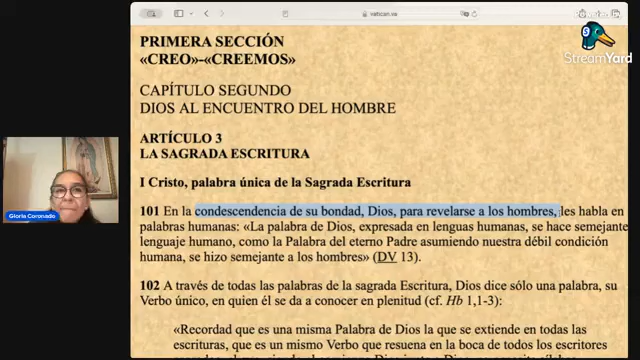 vatican.va
StreamYard
PRIMERA SECCIÓN
«CREO»-«CREEMOS»
CAPÍTULO SEGUNDO
DIOS AL ENCUENTRO DEL HOMBRE
ARTÍCULO 3
LA SAGRADA ESCRITURA
I Cristo, palabra única de la Sagrada Escritura
101 En la condescendencia de su bondad, Dios, para revelarse a los hombres, les habla en
palabras humanas: «La palabra de Dios, expresada en lenguas humanas, se hace semejante
lenguaje humano, como la Palabra del eterno Padre asumiendo nuestra débil condición
humana, se hizo semejante a los hombres» (DV 13).
102 A través de todas las palabras de la sagrada Escritura, Dios dice sólo una palabra, su
Verbo único, en quien él se da a conocer en plenitud (cf. Hb 1,1-3):
«Recordad que es una misma Palabra de Dios la que se extiende en todas las
escrituras, que es un mismo Verbo que resuena en la boca de todos los escritores
Gloria Coronado